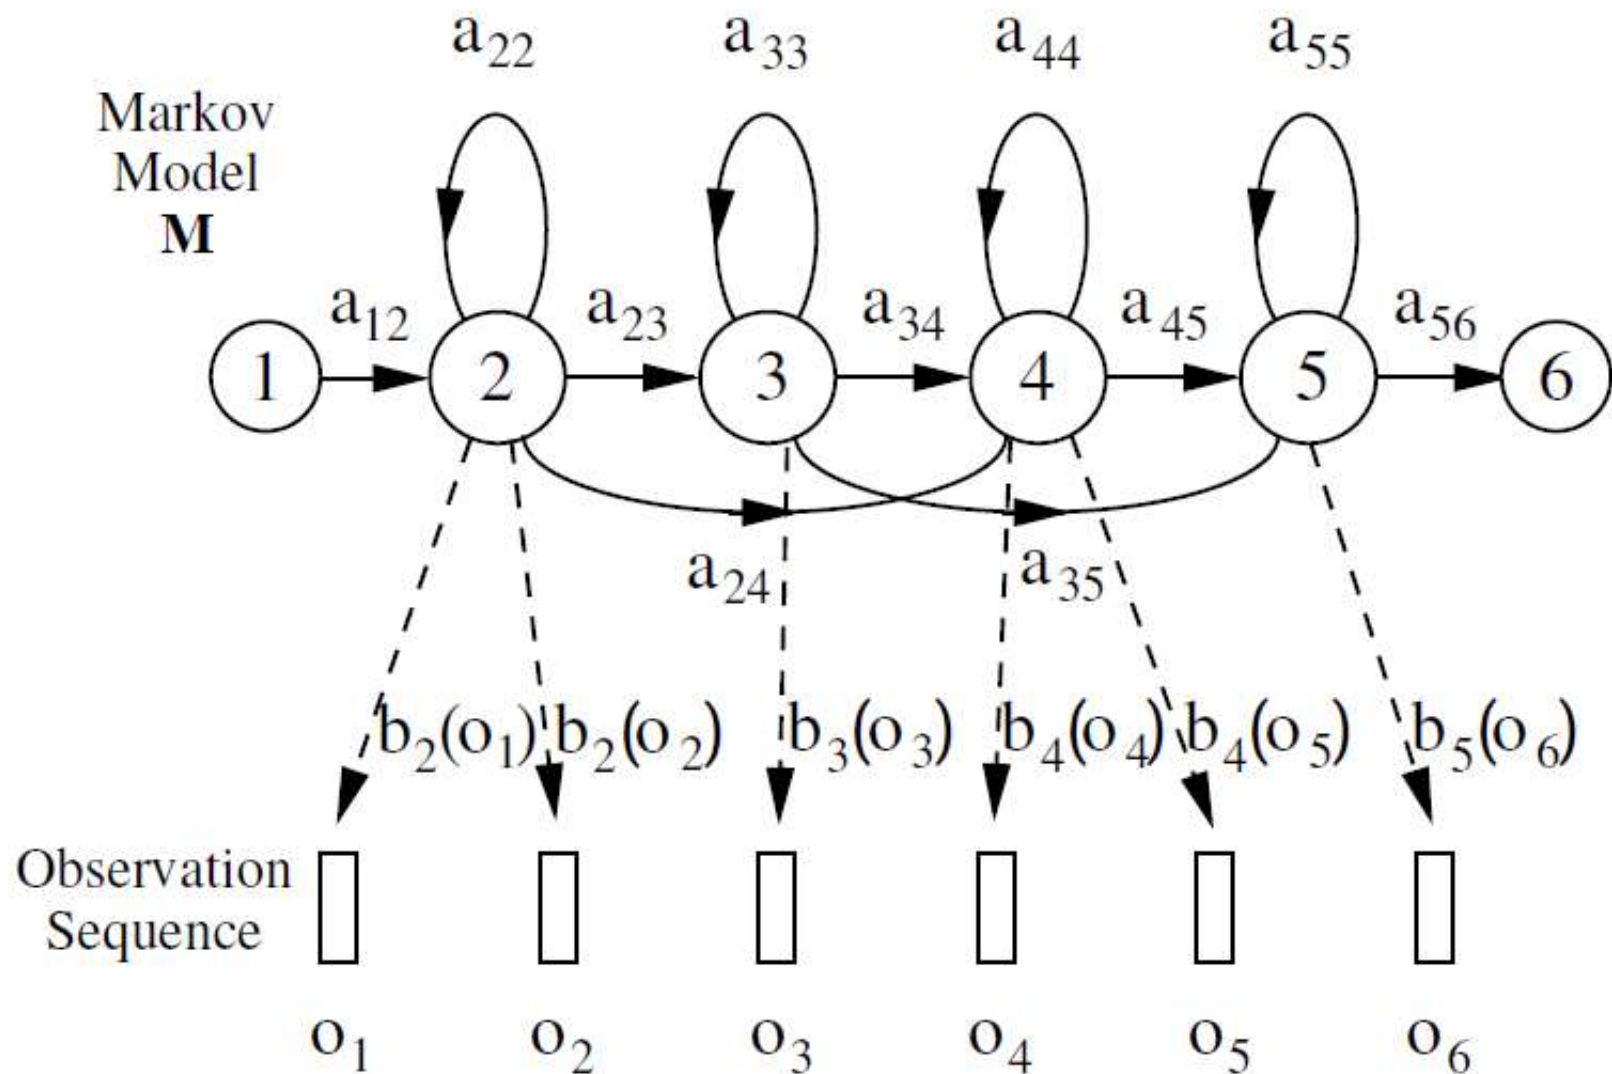 a22 a33 a44 a55
Markov
Model
M
a12 a23 a34 a45 a56
1 2 3 4 5 6
a24 a35
b2(o1) b2(o2) b3(o3) b4(o4) b4(o5) b5(o6)
Observation
Sequence
o1 o2 o3 o4 o5 o6